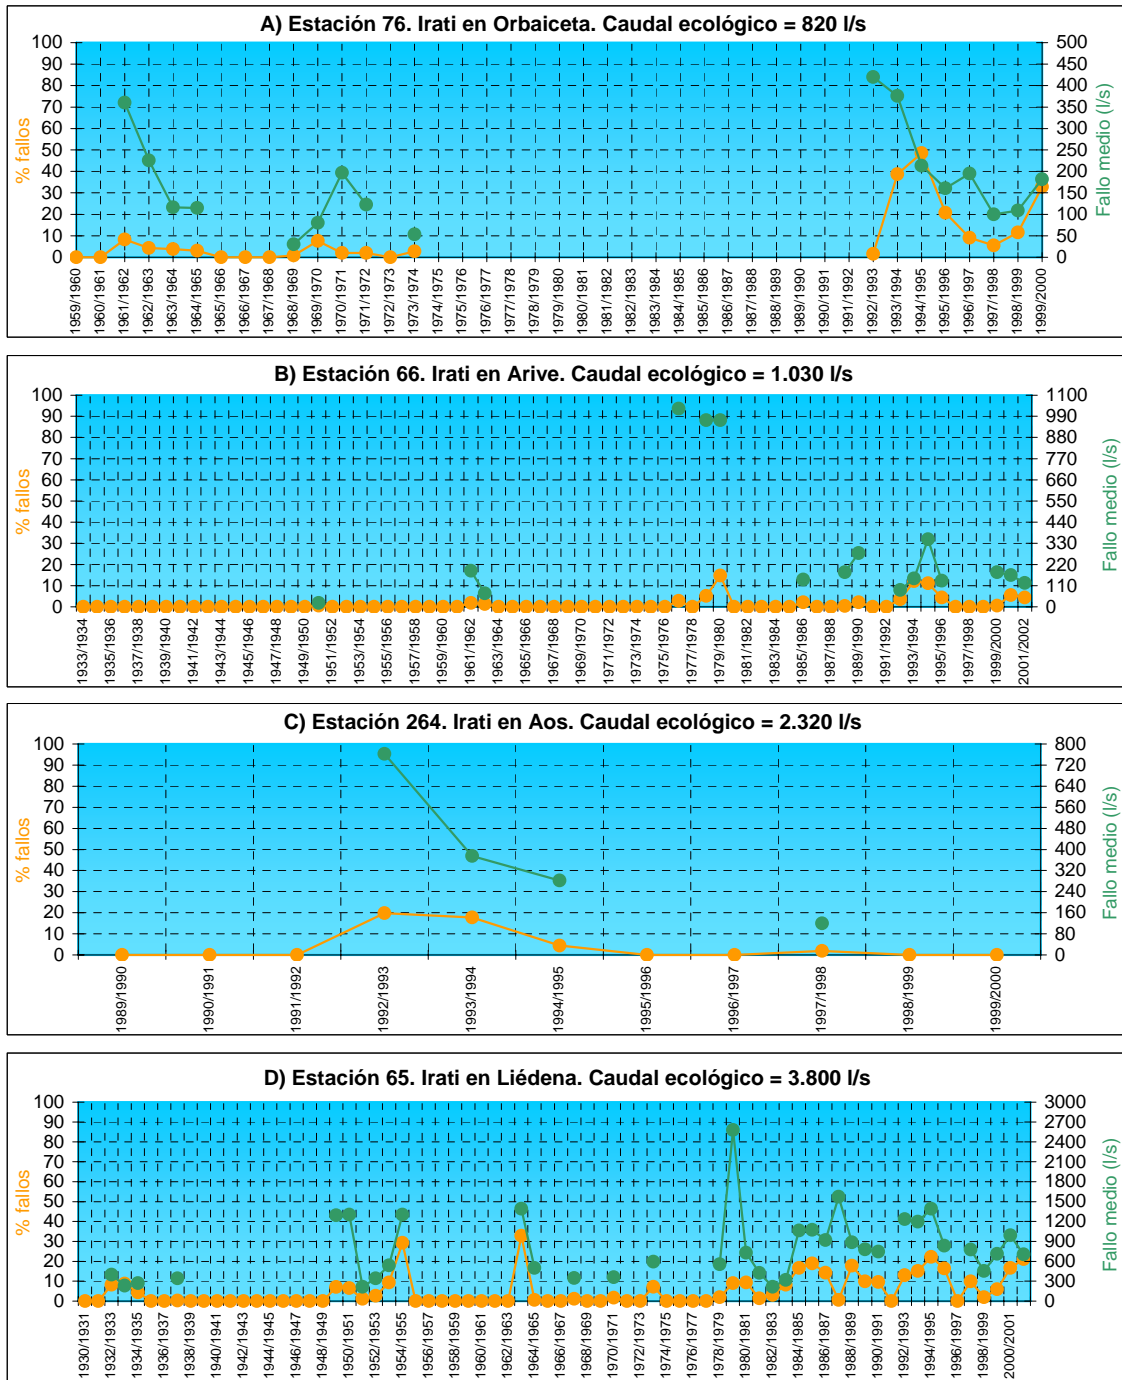 A) Estación 76. Irati en Orbaiceta. Caudal ecológico = 820 l/s
100 90 80 70 60 50 40 30 20 10 0
% fallos
500 450 400 350 300 250 200 150 100 50 0
Fallo medio (l/s)
1959/1960 1960/1961 1961/1962 1962/1963 1963/1964 1964/1965 1965/1966 1966/1967 1967/1968 1968/1969 1969/1970 1970/1971 1971/1972 1972/1973 1973/1974 1974/1975 1975/1976 1976/1977 1977/1978 1978/1979 1979/1980 1980/1981 1981/1982 1982/1983 1983/1984 1984/1985 1985/1986 1986/1987 1987/1988 1988/1989 1989/1990 1990/1991 1991/1992 1992/1993 1993/1994 1994/1995 1995/1996 1996/1997 1997/1998 1998/1999 1999/2000
B) Estación 66. Irati en Arive. Caudal ecológico = 1.030 l/s
100 90 80 70 60 50 40 30 20 10 0
% fallos
1100 990 880 770 660 550 440 330 220 110 0
Fallo medio (l/s)
1933/1934 1935/1936 1937/1938 1939/1940 1941/1942 1943/1944 1945/1946 1947/1948 1949/1950 1951/1952 1953/1954 1955/1956 1957/1958 1959/1960 1961/1962 1963/1964 1965/1966 1967/1968 1969/1970 1971/1972 1973/1974 1975/1976 1977/1978 1979/1980 1981/1982 1983/1984 1985/1986 1987/1988 1989/1990 1991/1992 1993/1994 1995/1996 1997/1998 1999/2000 2001/2002
C) Estación 264. Irati en Aos. Caudal ecológico = 2.320 l/s
100 90 80 70 60 50 40 30 20 10 0
% fallos
800 720 640 560 480 400 320 240 160 80 0
Fallo medio (l/s)
1989/1990 1990/1991 1991/1992 1992/1993 1993/1994 1994/1995 1995/1996 1996/1997 1997/1998 1998/1999 1999/2000
D) Estación 65. Irati en Liédena. Caudal ecológico = 3.800 l/s
100 90 80 70 60 50 40 30 20 10 0
% fallos
3000 2700 2400 2100 1800 1500 1200 900 600 300 0
Fallo medio (l/s)
1930/1931 1932/1933 1934/1935 1936/1937 1938/1939 1940/1941 1942/1943 1944/1945 1946/1947 1948/1949 1950/1951 1952/1953 1954/1955 1956/1957 1958/1959 1960/1961 1962/1963 1964/1965 1966/1967 1968/1969 1970/1971 1972/1973 1974/1975 1976/1977 1978/1979 1980/1981 1982/1983 1984/1985 1986/1987 1988/1989 1990/1991 1992/1993 1994/1995 1996/1997 1998/1999 2000/2001